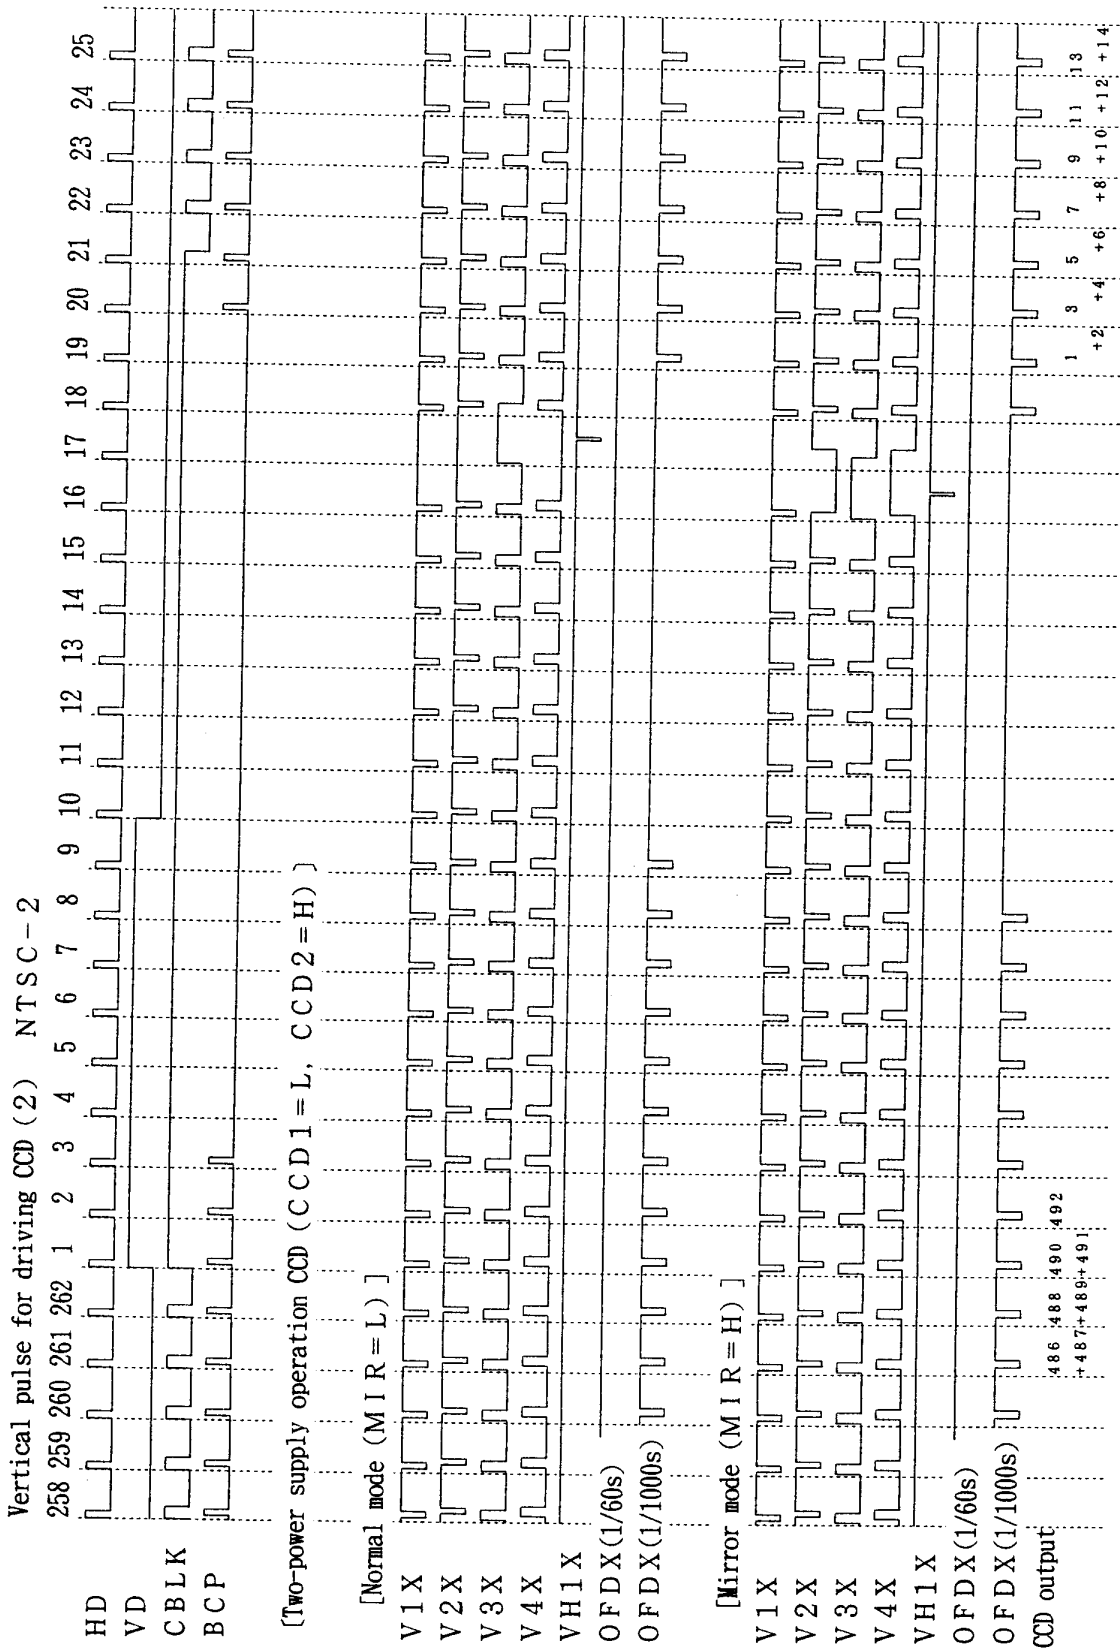 Vertical pulse for driving CCD (2) NTSC-2
258 259 260 261 262 1 2 3 4 5 6 7 8 9 10 11 12 13 14 15 16 17 18 19 20 21 22 23 24 25
HD
VD
CBLK
BCP
[Two-power supply operation CCD (CCD1=L, CCD2=H)]
[Normal mode (MIR=L)]
V1X
V2X
V3X
V4X
VH1X
OFDX(1/60s)
OFDX(1/1000s)
[Mirror mode (MIR=H)]
V1X
V2X
V3X
V4X
VH1X
OFDX(1/60s)
OFDX(1/1000s)
CCD output
486 488 490 492 1 3 5 7 9 11 13
+487+489+491 +2 +4 +6 +8 +10 +12 +14